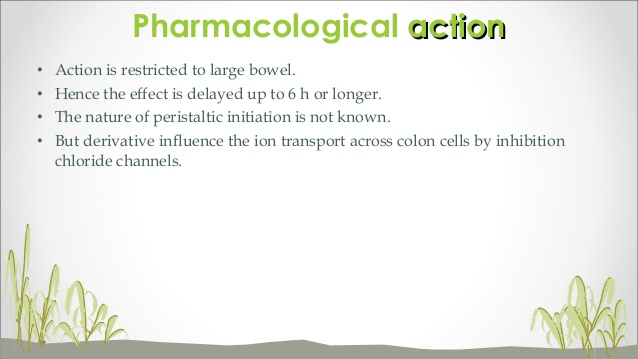 Pharmacological action
• Action is restricted to large bowel.
• Hence the effect is delayed up to 6 h or longer.
• The nature of peristaltic initiation is not known.
• But derivative influence the ion transport across colon cells by inhibition
chloride channels.